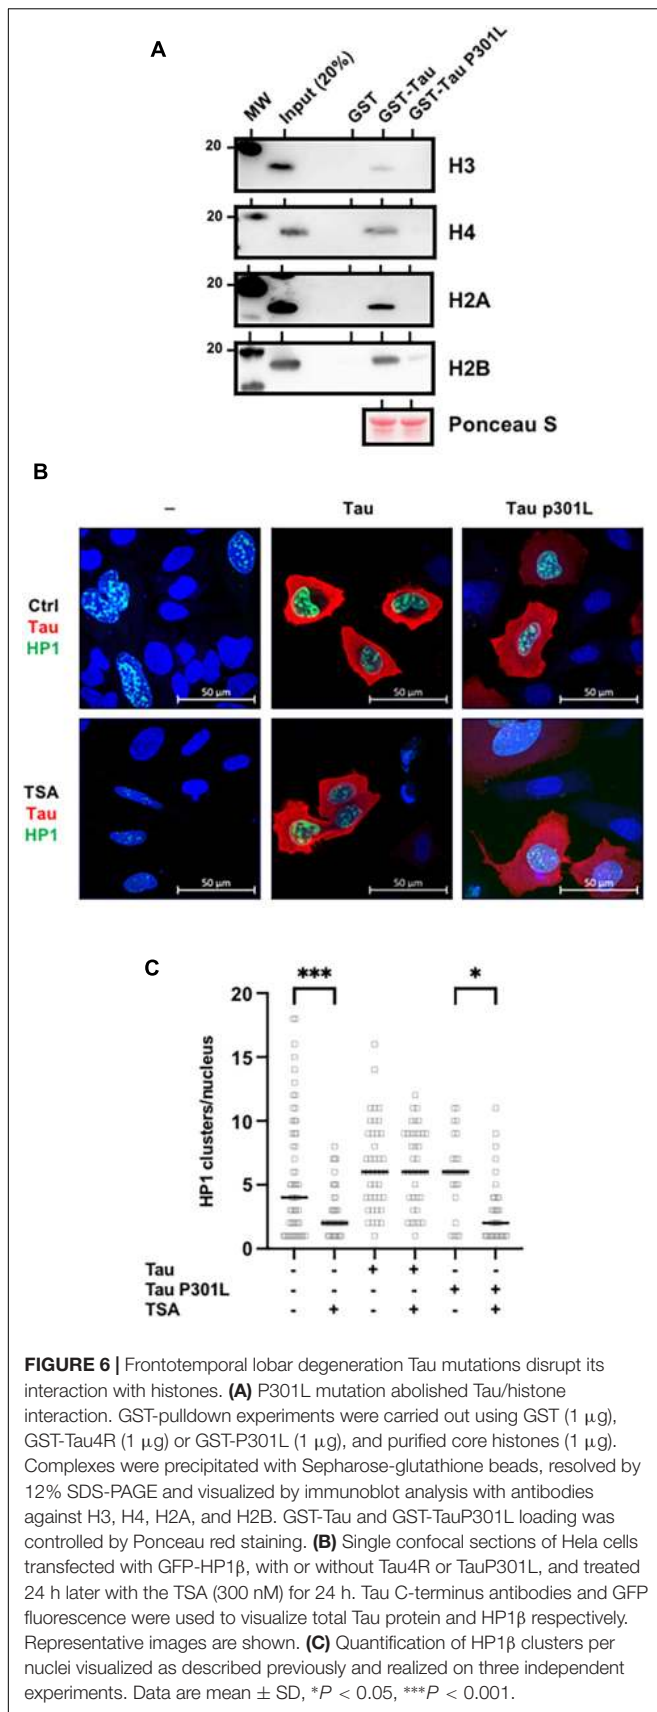 A
MW
Input (20%)
GST
GST-Tau
GST-Tau P301L
20
H3
20
H4
20
H2A
20
H2B
Ponceau S
B
–
Tau
Tau p301L
Ctrl
Tau
HP1
50 µm
50 µm
50 µm
TSA
Tau
HP1
50 µm
50 µm
50 µm
C
*** *
HP1 clusters/nucleus
20
15
10
5
0
Tau - - + + - -
Tau P301L - - - - + +
TSA - + - + - +
FIGURE 6 | Frontotemporal lobar degeneration Tau mutations disrupt its
interaction with histones. (A) P301L mutation abolished Tau/histone
interaction. GST-pulldown experiments were carried out using GST (1 µg),
GST-Tau4R (1 µg) or GST-P301L (1 µg), and purified core histones (1 µg).
Complexes were precipitated with Sepharose-glutathione beads, resolved by
12% SDS-PAGE and visualized by immunoblot analysis with antibodies
against H3, H4, H2A, and H2B. GST-Tau and GST-TauP301L loading was
controlled by Ponceau red staining. (B) Single confocal sections of Hela cells
transfected with GFP-HP1β, with or without Tau4R or TauP301L, and treated
24 h later with the TSA (300 nM) for 24 h. Tau C-terminus antibodies and GFP
fluorescence were used to visualize total Tau protein and HP1β respectively.
Representative images are shown. (C) Quantification of HP1β clusters per
nuclei visualized as described previously and realized on three independent
experiments. Data are mean ± SD, *P < 0.05, ***P < 0.001.